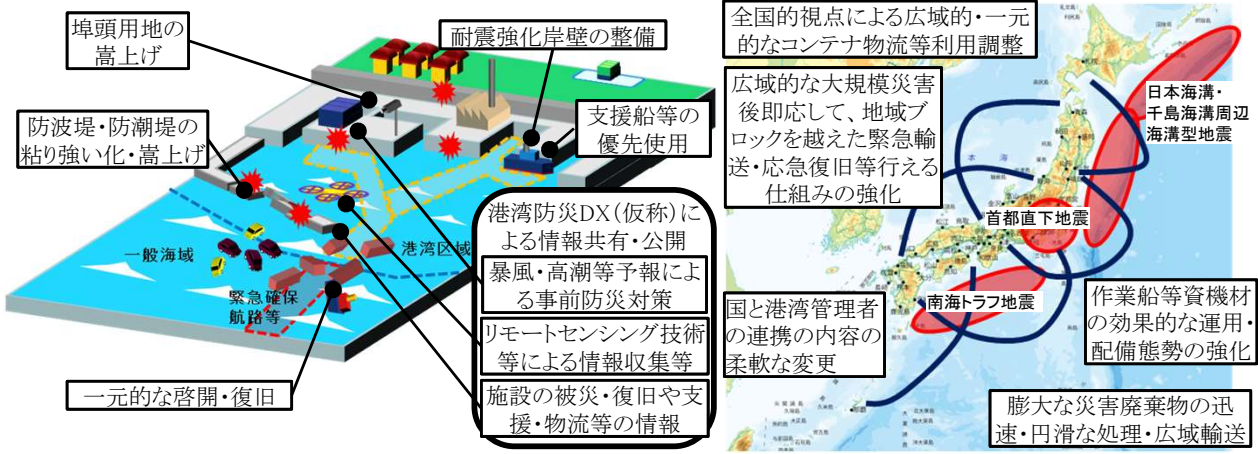 埠頭用地の
嵩上げ
耐震強化岸壁の整備
防波堤・防潮堤の
粘り強い化・嵩上げ
支援船等の
優先使用
港湾防災DX(仮称)に
よる情報共有・公開
暴風・高潮等予報によ
る事前防災対策
リモートセンシング技術
等による情報収集等
施設の被災・復旧や支
援・物流等の情報
一般海域
港湾区域
緊急確保
航路等
一元的な啓開・復旧
全国的視点による広域的・一元
的なコンテナ物流等利用調整
広域的な大規模災害
後即応して、地域ブ
ロックを越えた緊急輸
送・応急復旧等行える
仕組みの強化
日本海溝・
千島海溝周辺
海溝型地震
首都直下地震
南海トラフ地震
国と港湾管理者
の連携の内容の
柔軟な変更
作業船等資機材
の効果的な運用・
配備態勢の強化
膨大な災害廃棄物の迅
速・円滑な処理・広域輸送